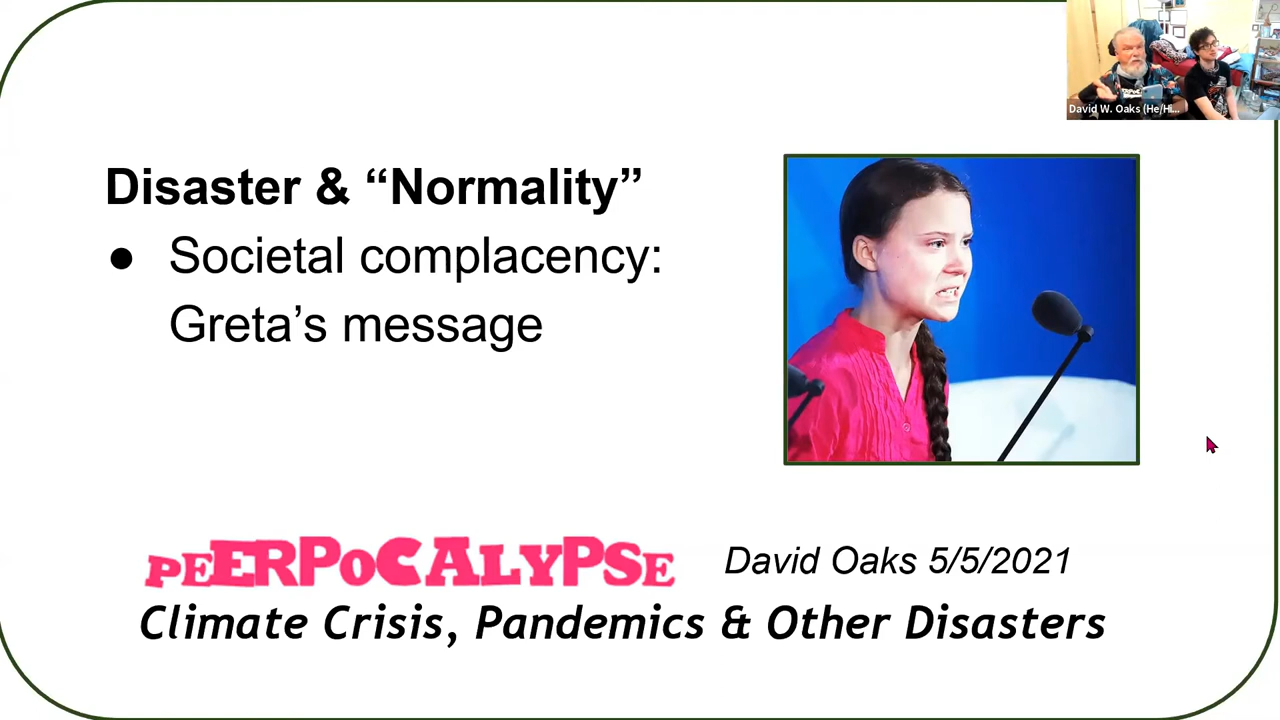 David W. Oaks (He/Hi...
Disaster & “Normality”
● Societal complacency:
Greta’s message
PEERPOCALYPSE David Oaks 5/5/2021
Climate Crisis, Pandemics & Other Disasters